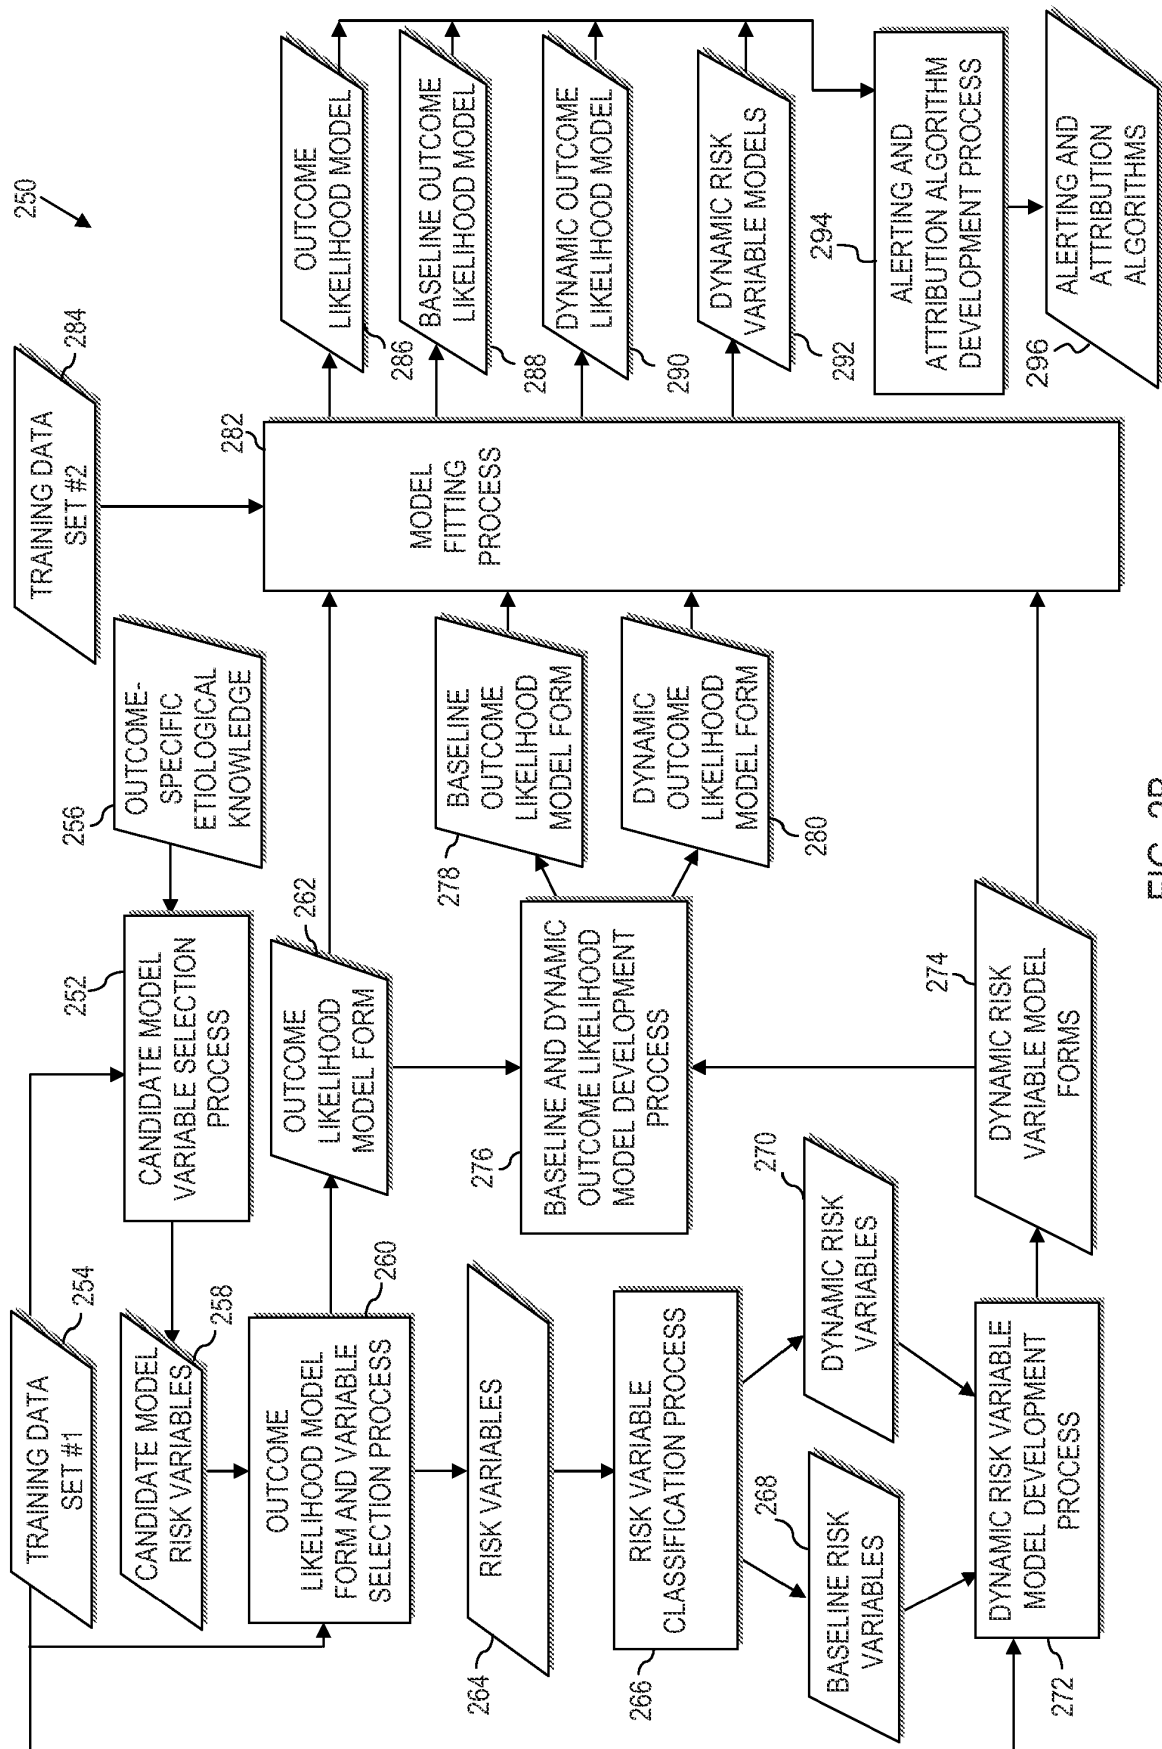 250
TRAINING DATA
SET #1
254
TRAINING DATA
SET #2
284
252
CANDIDATE MODEL
VARIABLE SELECTION
PROCESS
256
OUTCOME-
SPECIFIC
ETIOLOGICAL
KNOWLEDGE
CANDIDATE MODEL
RISK VARIABLES
258
OUTCOME
LIKELIHOOD MODEL
FORM AND VARIABLE
SELECTION PROCESS
260
OUTCOME
LIKELIHOOD
MODEL FORM
262
RISK VARIABLES
264
RISK VARIABLE
CLASSIFICATION PROCESS
266
BASELINE RISK
VARIABLES
268
DYNAMIC RISK
VARIABLES
270
DYNAMIC RISK VARIABLE
MODEL DEVELOPMENT
PROCESS
272
DYNAMIC RISK
VARIABLE MODEL
FORMS
274
BASELINE AND DYNAMIC
OUTCOME LIKELIHOOD
MODEL DEVELOPMENT
PROCESS
276
BASELINE
OUTCOME
LIKELIHOOD
MODEL FORM
278
DYNAMIC
OUTCOME
LIKELIHOOD
MODEL FORM
280
MODEL
FITTING
PROCESS
282
OUTCOME
LIKELIHOOD MODEL
286
BASELINE OUTCOME
LIKELIHOOD MODEL
288
DYNAMIC OUTCOME
LIKELIHOOD MODEL
290
DYNAMIC RISK
VARIABLE MODELS
292
294
ALERTING AND
ATTRIBUTION ALGORITHM
DEVELOPMENT PROCESS
296
ALERTING AND
ATTRIBUTION
ALGORITHMS